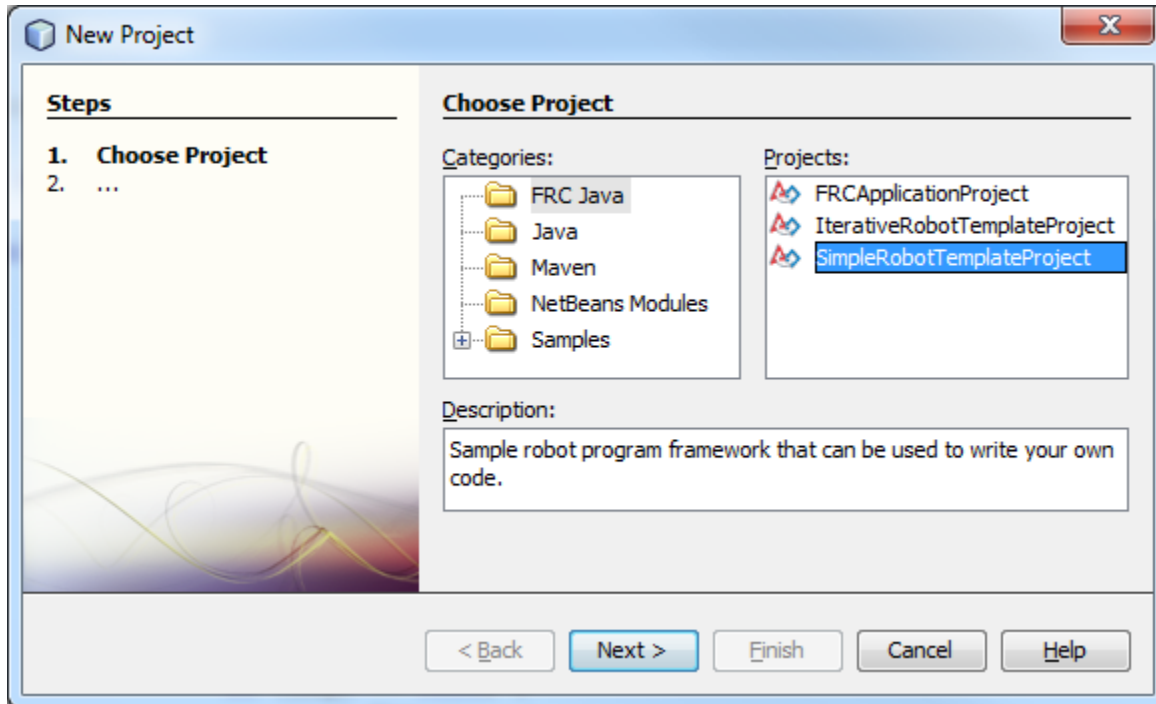 New Project
Steps
1. Choose Project
2. ...
Choose Project
Categories:
FRC Java
Java
Maven
NetBeans Modules
Samples
Projects:
FRCApplicationProject
IterativeRobotTemplateProject
SimpleRobotTemplateProject
Description:
Sample robot program framework that can be used to write your own
code.
< Back
Next >
Finish
Cancel
Help